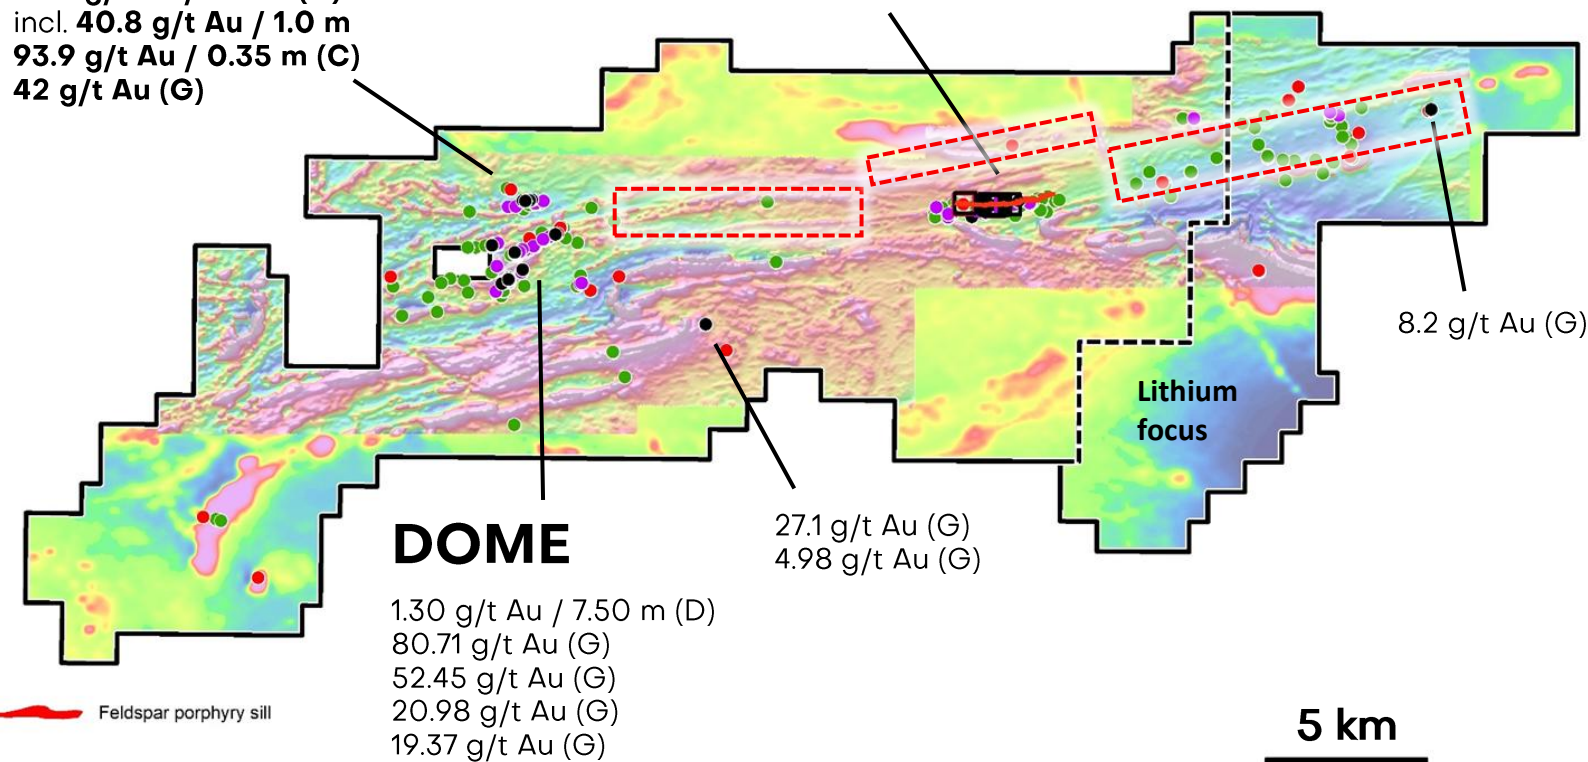 incl. 40.8 g/t Au / 1.0 m
93.9 g/t Au / 0.35 m (C)
42 g/t Au (G)
8.2 g/t Au (G)
Lithium
focus
27.1 g/t Au (G)
4.98 g/t Au (G)
DOME
1.30 g/t Au / 7.50 m (D)
80.71 g/t Au (G)
52.45 g/t Au (G)
20.98 g/t Au (G)
19.37 g/t Au (G)
Feldspar porphyry sill
5 km